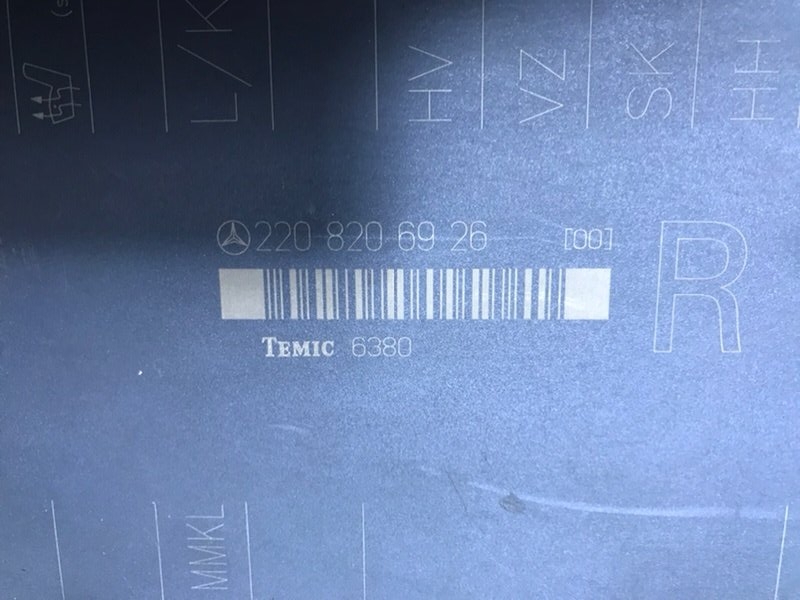 L/K
HV
VZ
SK
HH
220 820 69 26 [00]
R
TEMIC 6380
MMKL